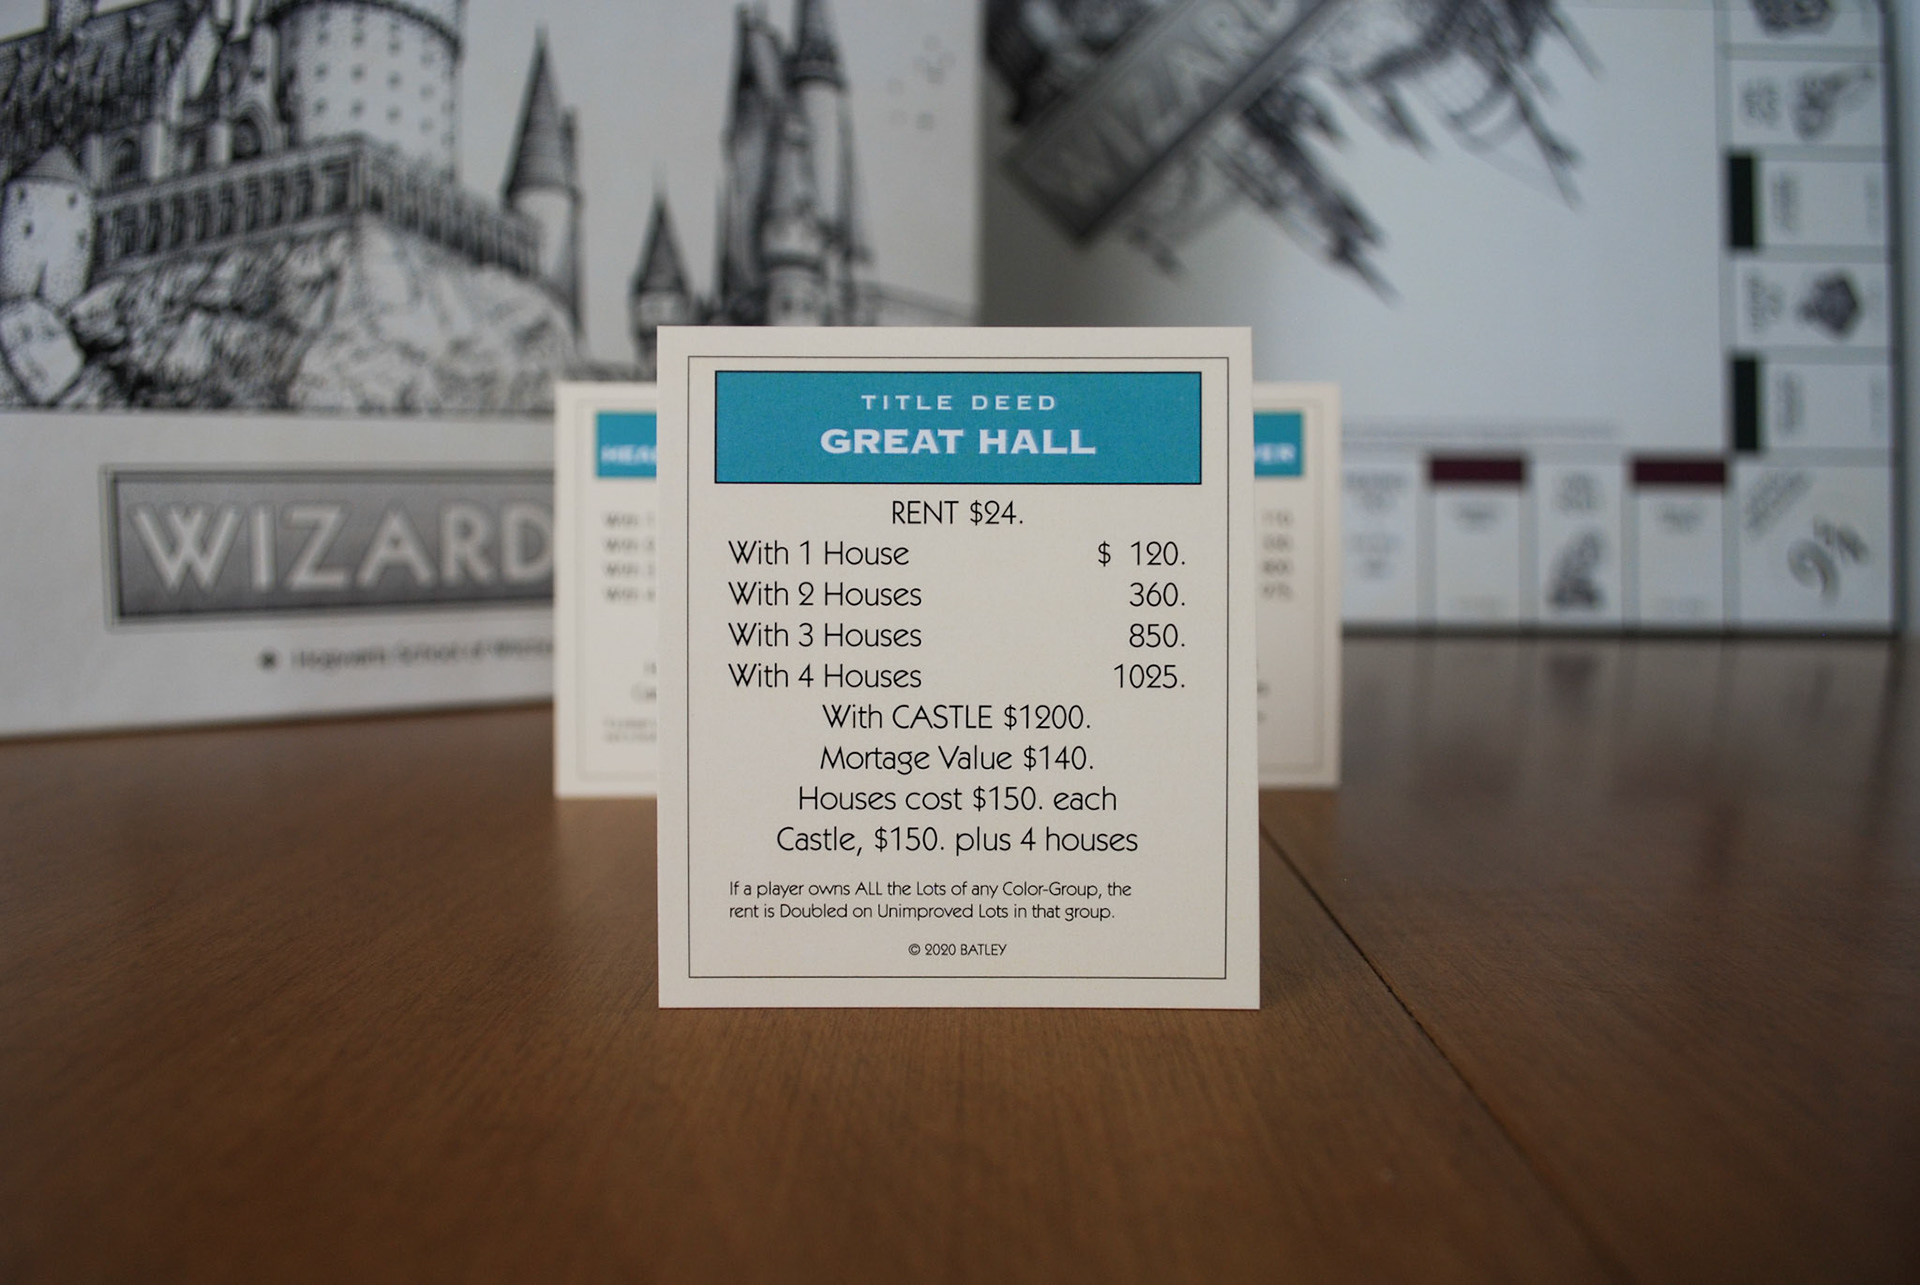 WIZARD
WIZARD
TITLE DEED
GREAT HALL
RENT $24.
With 1 House $ 120.
With 2 Houses 360.
With 3 Houses 850.
With 4 Houses 1025.
With CASTLE $1200.
Mortage Value $140.
Houses cost $150. each
Castle, $150. plus 4 houses
If a player owns ALL the Lots of any Color-Group, the
rent is Doubled on Unimproved Lots in that group.
© 2020 BATLEY